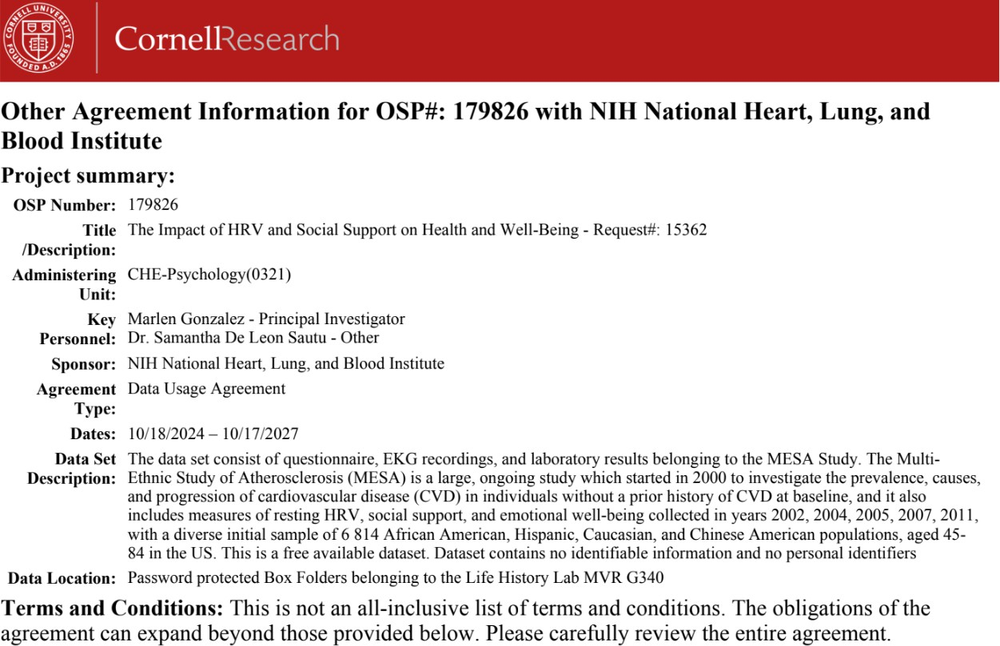 CORNELL UNIVERSITY
FOUNDED A.D. 1865
CornellResearch
Other Agreement Information for OSP#: 179826 with NIH National Heart, Lung, and
Blood Institute
Project summary:
OSP Number: 179826
Title The Impact of HRV and Social Support on Health and Well-Being - Request#: 15362
/Description:
Administering CHE-Psychology(0321)
Unit:
Key Marlen Gonzalez - Principal Investigator
Personnel: Dr. Samantha De Leon Sautu - Other
Sponsor: NIH National Heart, Lung, and Blood Institute
Agreement Data Usage Agreement
Type:
Dates: 10/18/2024 – 10/17/2027
Data Set The data set consist of questionnaire, EKG recordings, and laboratory results belonging to the MESA Study. The Multi-
Description: Ethnic Study of Atherosclerosis (MESA) is a large, ongoing study which started in 2000 to investigate the prevalence, causes,
and progression of cardiovascular disease (CVD) in individuals without a prior history of CVD at baseline, and it also
includes measures of resting HRV, social support, and emotional well-being collected in years 2002, 2004, 2005, 2007, 2011,
with a diverse initial sample of 6 814 African American, Hispanic, Caucasian, and Chinese American populations, aged 45-
84 in the US. This is a free available dataset. Dataset contains no identifiable information and no personal identifiers
Data Location: Password protected Box Folders belonging to the Life History Lab MVR G340
Terms and Conditions: This is not an all-inclusive list of terms and conditions. The obligations of the
agreement can expand beyond those provided below. Please carefully review the entire agreement.